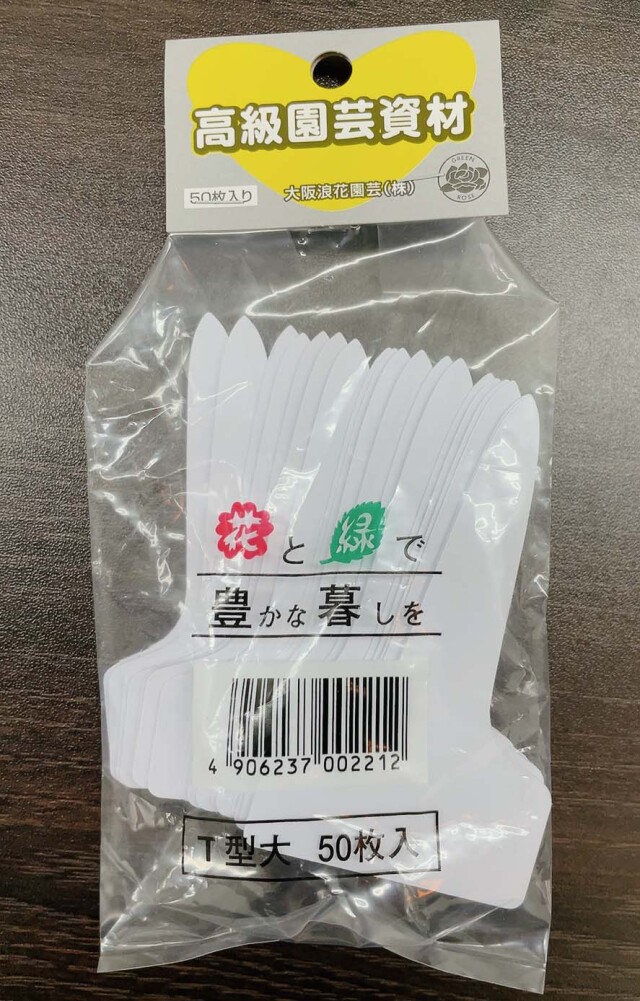 高級園芸資材
50枚入り
大阪浪花園芸(株)
GREEN
ROSE
花と緑で
豊かな暮しを
4 906237 002212
T型大 50枚入